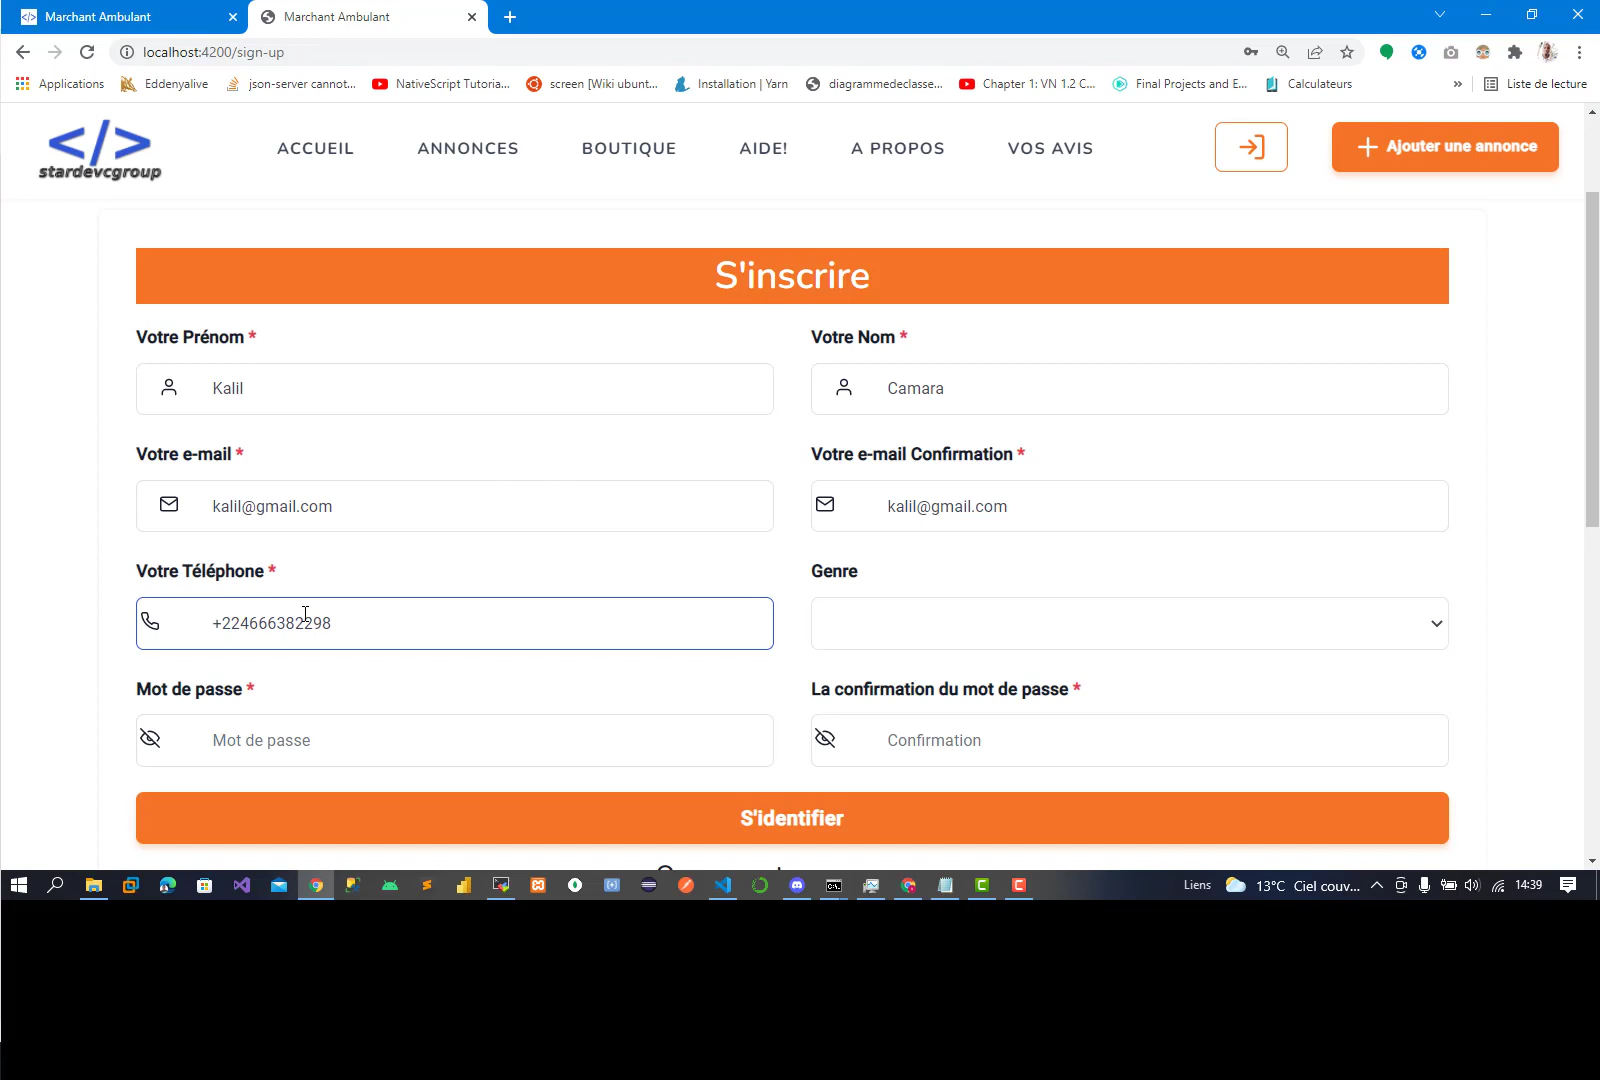 Marchant Ambulant
Marchant Ambulant
localhost:4200/sign-up
Applications
Eddenyalive
json-server cannot...
NativeScript Tutoria...
screen [Wiki ubunt...
Installation | Yarn
diagrammedeclasse...
Chapter 1: VN 1.2 C...
Final Projects and E...
Calculateurs
»
Liste de lecture
</>
stardevcgroup
ACCUEIL
ANNONCES
BOUTIQUE
AIDE!
A PROPOS
VOS AVIS
Ajouter une annonce
S'inscrire
Votre Prénom *
Votre Nom *
Kalil
Camara
Votre e-mail *
Votre e-mail Confirmation *
kalil@gmail.com
kalil@gmail.com
Votre Téléphone *
Genre
+224666382298
Mot de passe *
La confirmation du mot de passe *
Mot de passe
Confirmation
S'identifier
Liens
13°C Ciel couv...
14:39